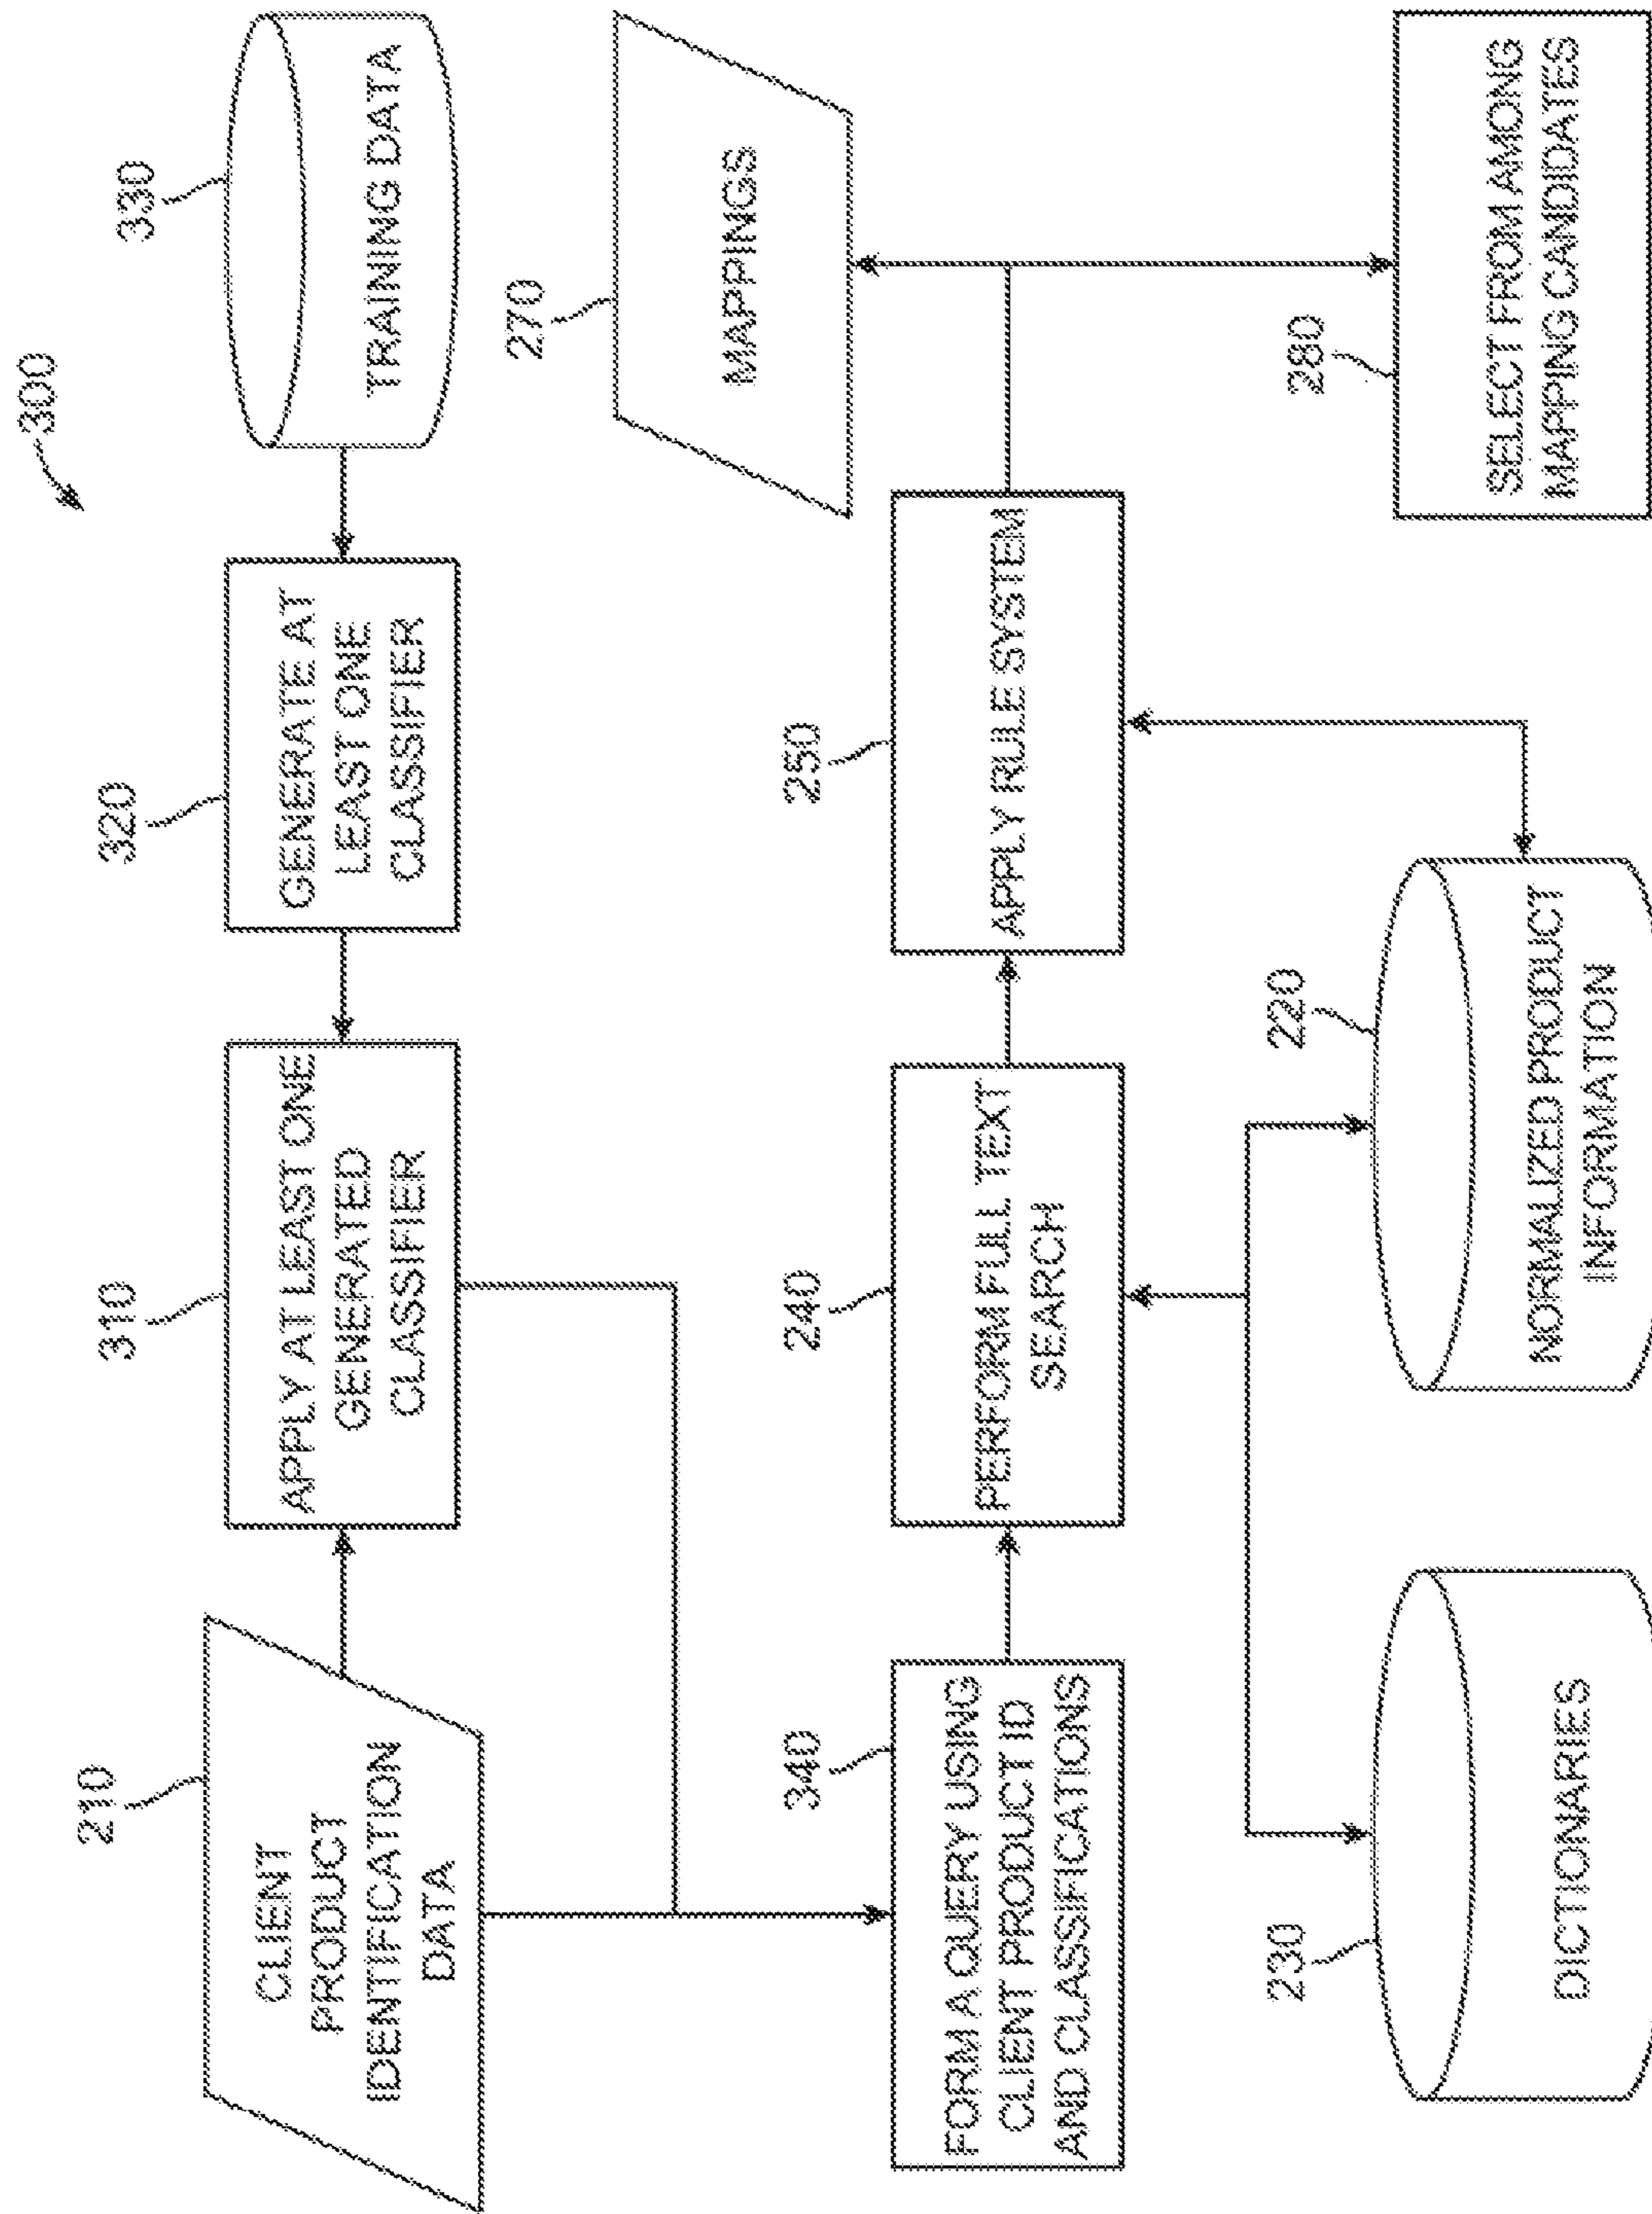 300
210
CLIENT
PRODUCT
IDENTIFICATION
DATA
310
APPLY AT LEAST ONE
GENERATED
CLASSIFIER
320
GENERATE AT
LEAST ONE
CLASSIFIER
330
TRAINING DATA
340
FORM A QUERY USING
CLIENT PRODUCT ID
AND CLASSIFICATIONS
240
PERFORM FULL TEXT
SEARCH
250
APPLY RULE SYSTEM
270
MAPPINGS
230
DICTIONARIES
220
NORMALIZED PRODUCT
INFORMATION
280
SELECT FROM AMONG
MAPPING CANDIDATES